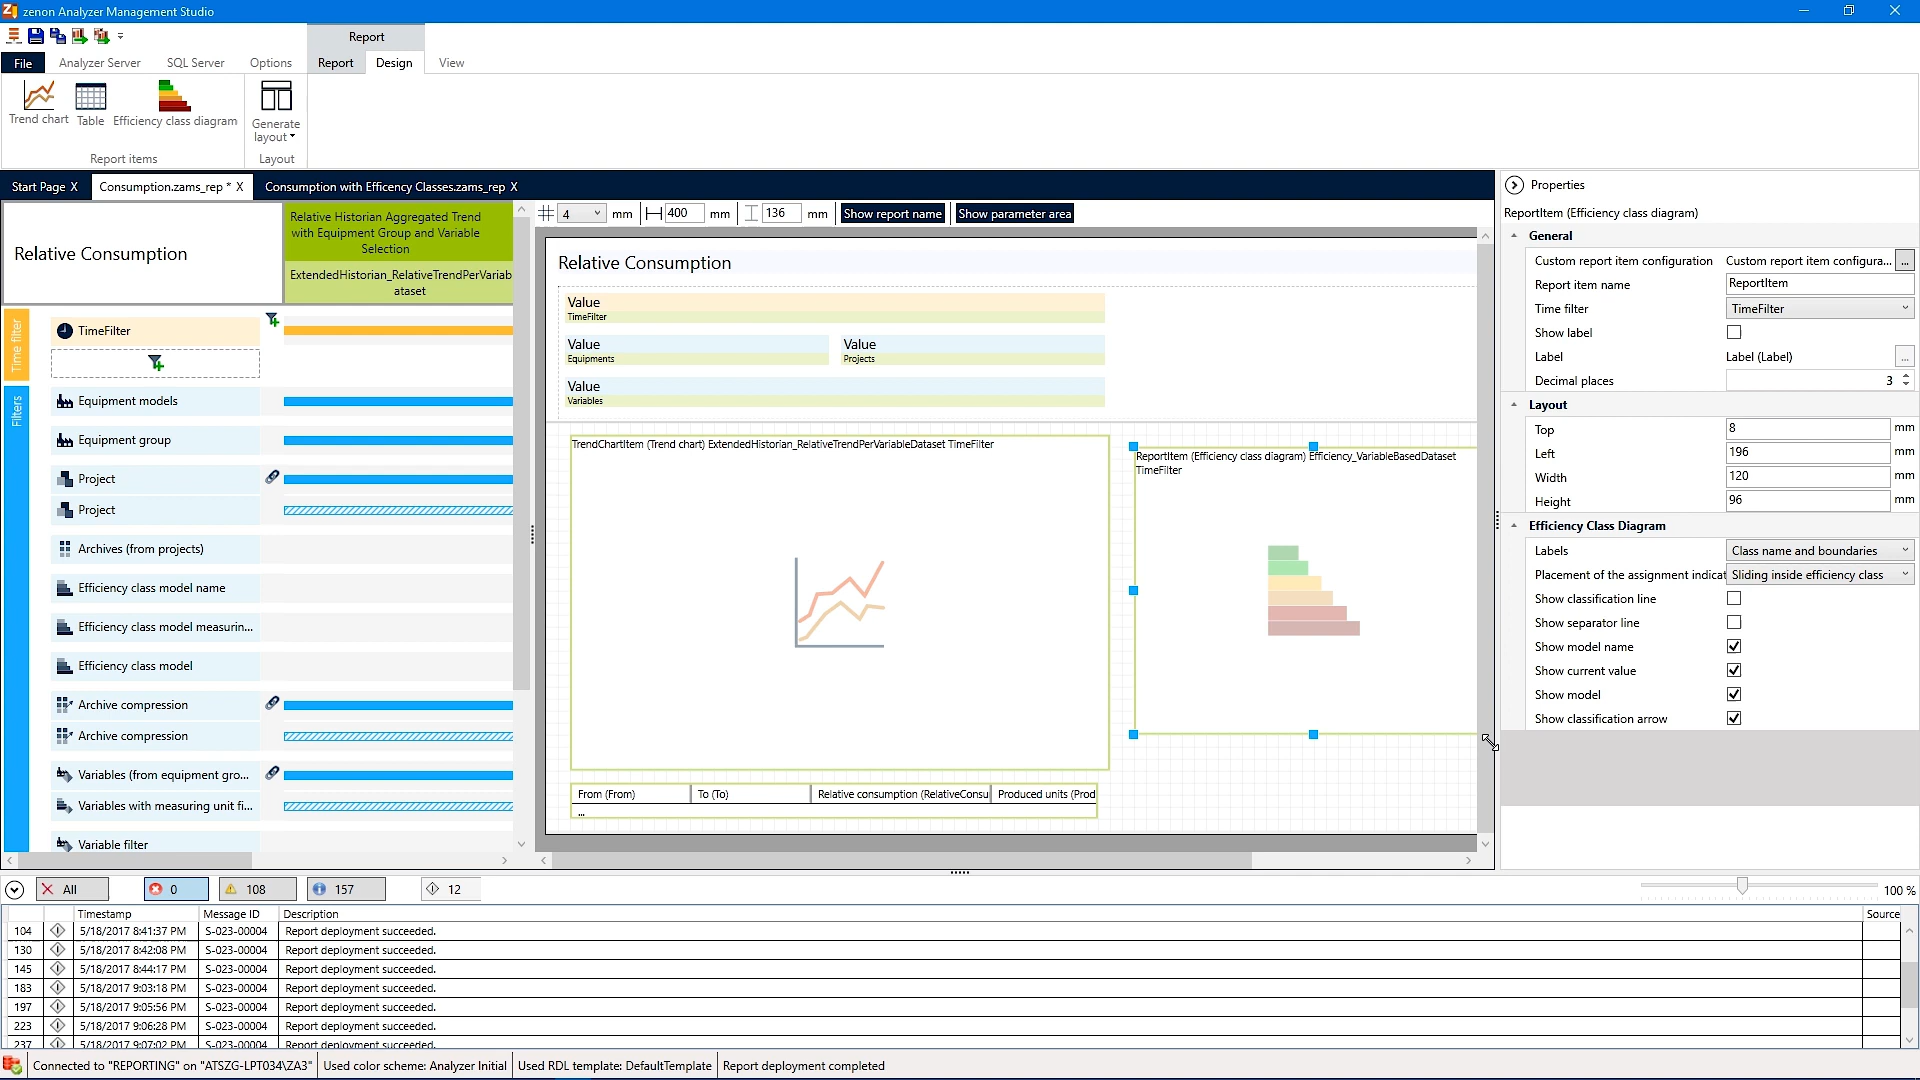 zenon Analyzer Management Studio
Report
File
Analyzer Server
SQL Server
Options
Report
Design
View
Trend chart
Table
Efficiency class diagram
Generate
layout
Report items
Layout
Start Page X
Consumption.zams_rep * X
Consumption with Efficency Classes.zams_rep X
Relative Consumption
Relative Historian Aggregated Trend
with Equipment Group and Variable
Selection
ExtendedHistorian_RelativeTrendPerVariab
ataset
Time filter
TimeFilter
Filters
Equipment models
Equipment group
Project
Project
Archives (from projects)
Efficiency class model name
Efficiency class model measurin...
Efficiency class model
Archive compression
Archive compression
Variables (from equipment gro...
Variables with measuring unit fi...
Variable filter
4 mm 400 mm 136 mm
Show report name
Show parameter area
Relative Consumption
Value
TimeFilter
Value
Equipments
Value
Projects
Value
Variables
TrendChartItem (Trend chart) ExtendedHistorian_RelativeTrendPerVariableDataset TimeFilter
ReportItem (Efficiency class diagram) Efficiency_VariableBasedDataset
TimeFilter
From (From) To (To) Relative consumption (RelativeConsu Produced units (Prod
...
Properties
ReportItem (Efficiency class diagram)
General
Custom report item configuration Custom report item configura... ...
Report item name ReportItem
Time filter TimeFilter
Show label
Label Label (Label) ...
Decimal places 3
Layout
Top 8 mm
Left 196 mm
Width 120 mm
Height 96 mm
Efficiency Class Diagram
Labels Class name and boundaries
Placement of the assignment indicat Sliding inside efficiency class
Show classification line
Show separator line
Show model name
Show current value
Show model
Show classification arrow
All 0 108 157 12
100 %
Timestamp Message ID Description Source
104 5/18/2017 8:41:37 PM S-023-00004 Report deployment succeeded.
130 5/18/2017 8:42:08 PM S-023-00004 Report deployment succeeded.
145 5/18/2017 8:44:17 PM S-023-00004 Report deployment succeeded.
183 5/18/2017 9:03:18 PM S-023-00004 Report deployment succeeded.
197 5/18/2017 9:05:56 PM S-023-00004 Report deployment succeeded.
223 5/18/2017 9:06:28 PM S-023-00004 Report deployment succeeded.
237 5/18/2017 9:07:02 PM S-023-00004 Report deployment succeeded.
Connected to "REPORTING" on "ATSZG-LPT034\ZA3" Used color scheme: Analyzer Initial Used RDL template: DefaultTemplate Report deployment completed